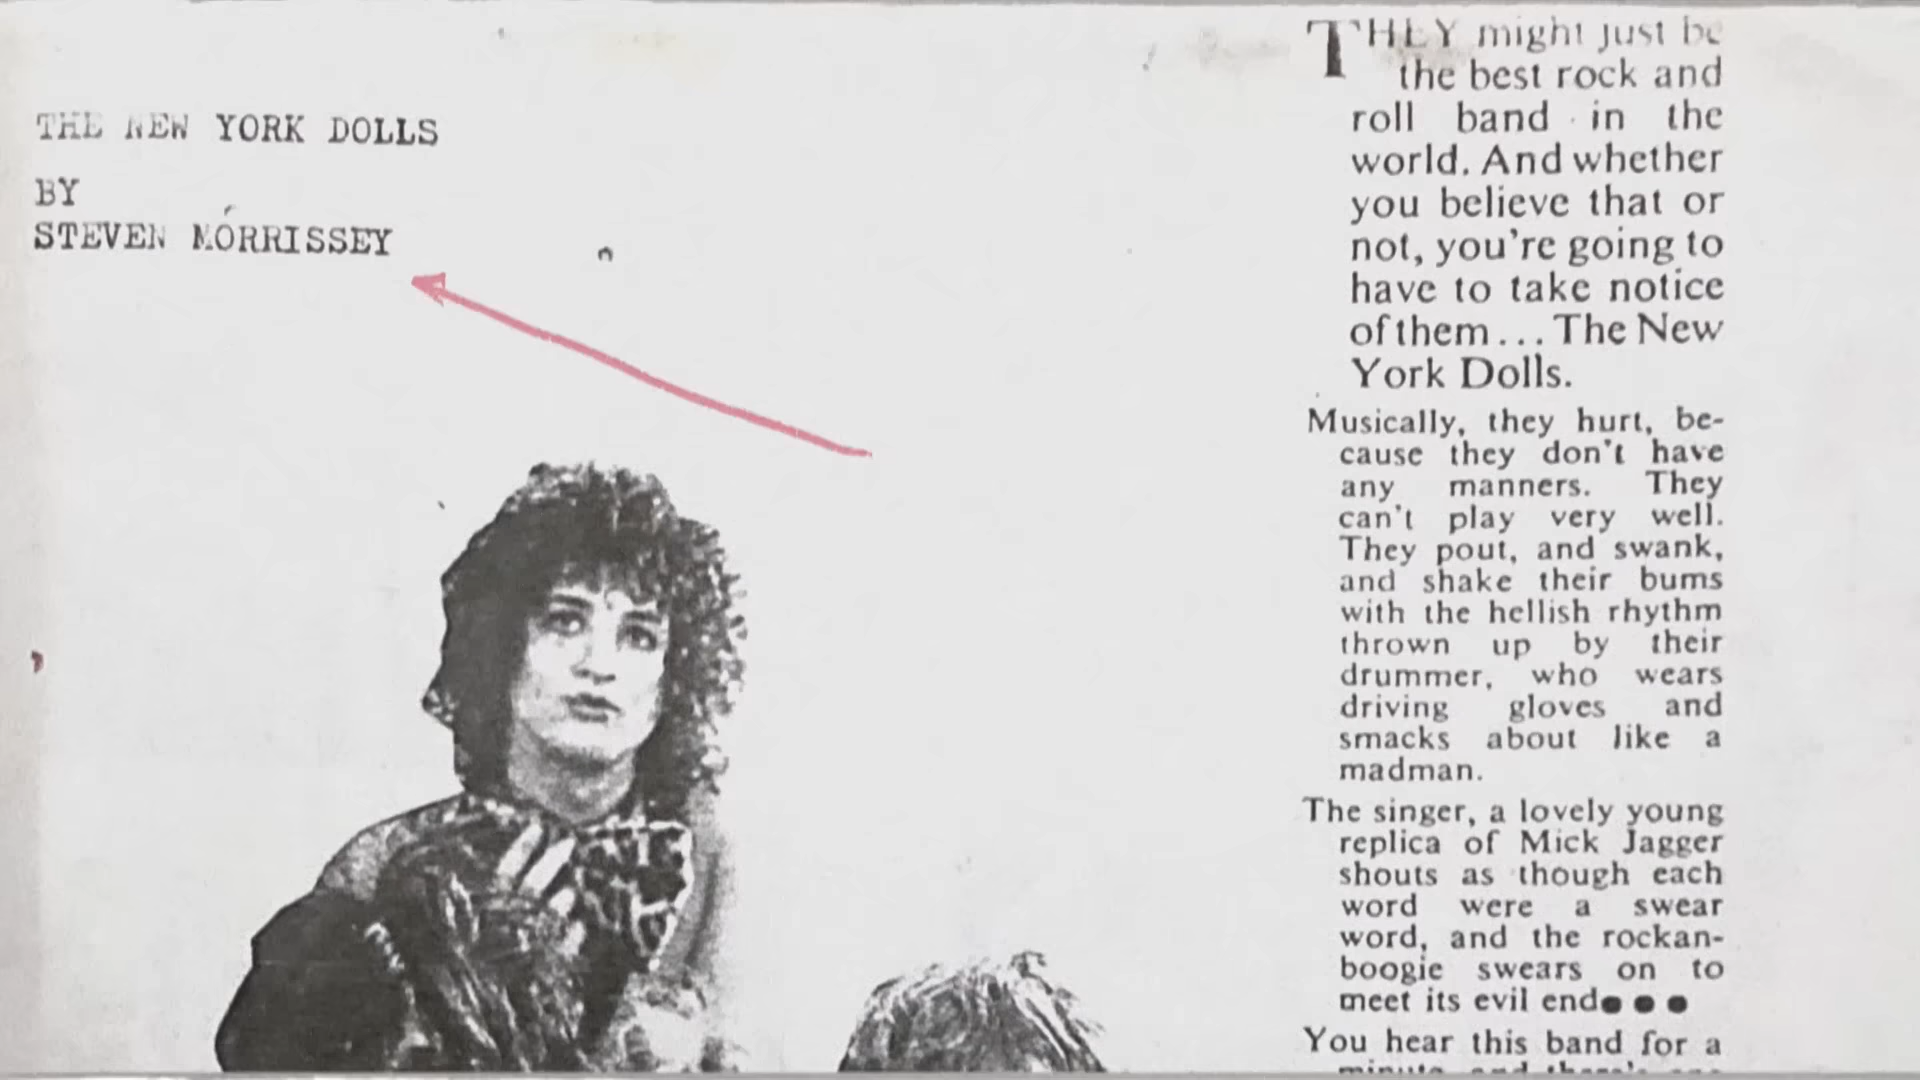 THE NEW YORK DOLLS
BY
STEVEN MORRISSEY
THEY might just be
the best rock and
roll band in the
world. And whether
you believe that or
not, you're going to
have to take notice
of them... The New
York Dolls.
Musically, they hurt, be-
cause they don't have
any manners. They
can't play very well.
They pout, and swank,
and shake their bums
with the hellish rhythm
thrown up by their
drummer, who wears
driving gloves and
smacks about like a
madman.
The singer, a lovely young
replica of Mick Jagger
shouts as though each
word were a swear
word, and the rockan-
boogie swears on to
meet its evil end●●●
You hear this band for a
minute and there's one